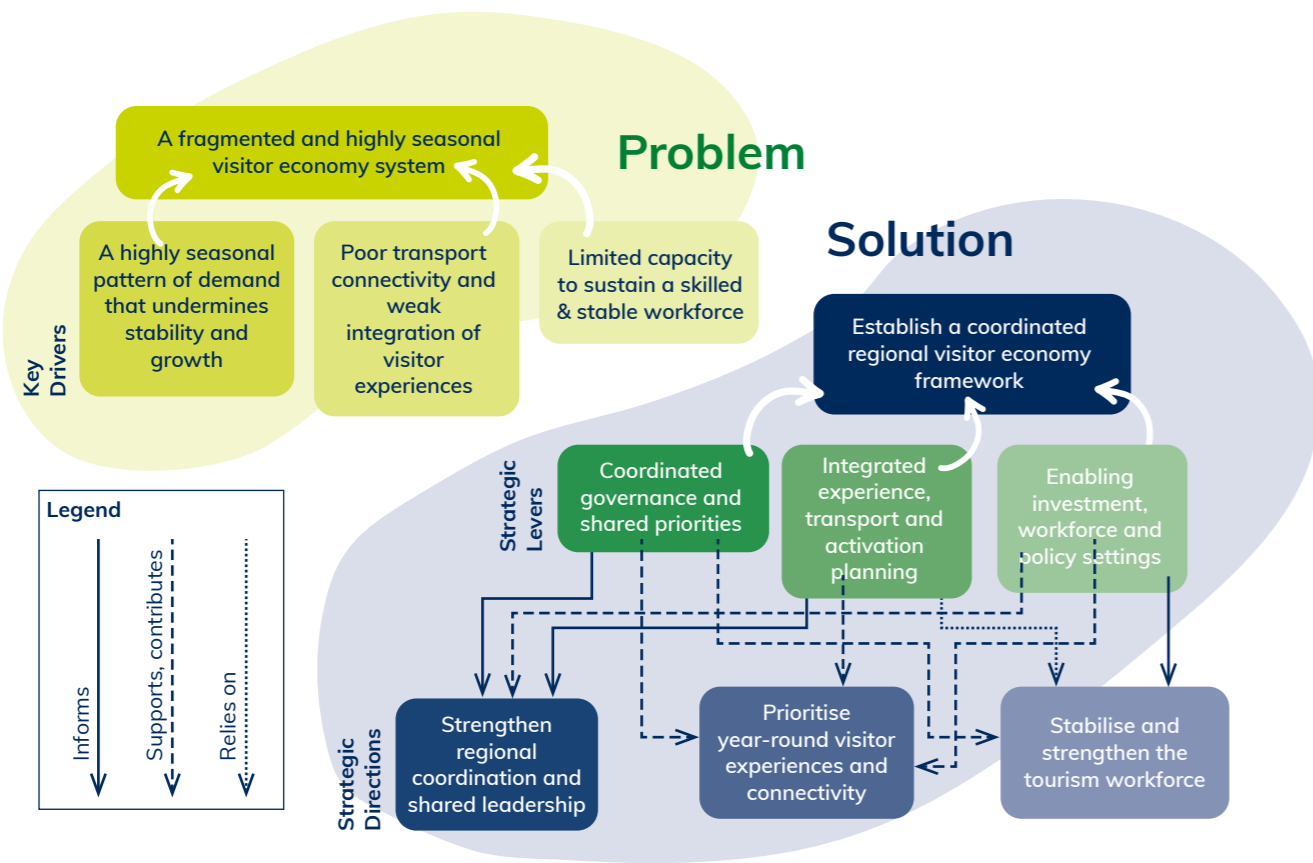 Problem
A fragmented and highly seasonal
visitor economy system
Key
Drivers
A highly seasonal
pattern of demand
that undermines
stability and
growth
Poor transport
connectivity and
weak
integration of
visitor
experiences
Limited capacity
to sustain a skilled
& stable workforce
Solution
Establish a coordinated
regional visitor economy
framework
Strategic
Levers
Coordinated
governance and
shared priorities
Integrated
experience,
transport and
activation
planning
Enabling
investment,
workforce and
policy settings
Legend
Informs
Supports, contributes
Relies on
Strategic
Directions
Strengthen
regional
coordination and
shared leadership
Prioritise
year-round visitor
experiences and
connectivity
Stabilise and
strengthen the
tourism workforce